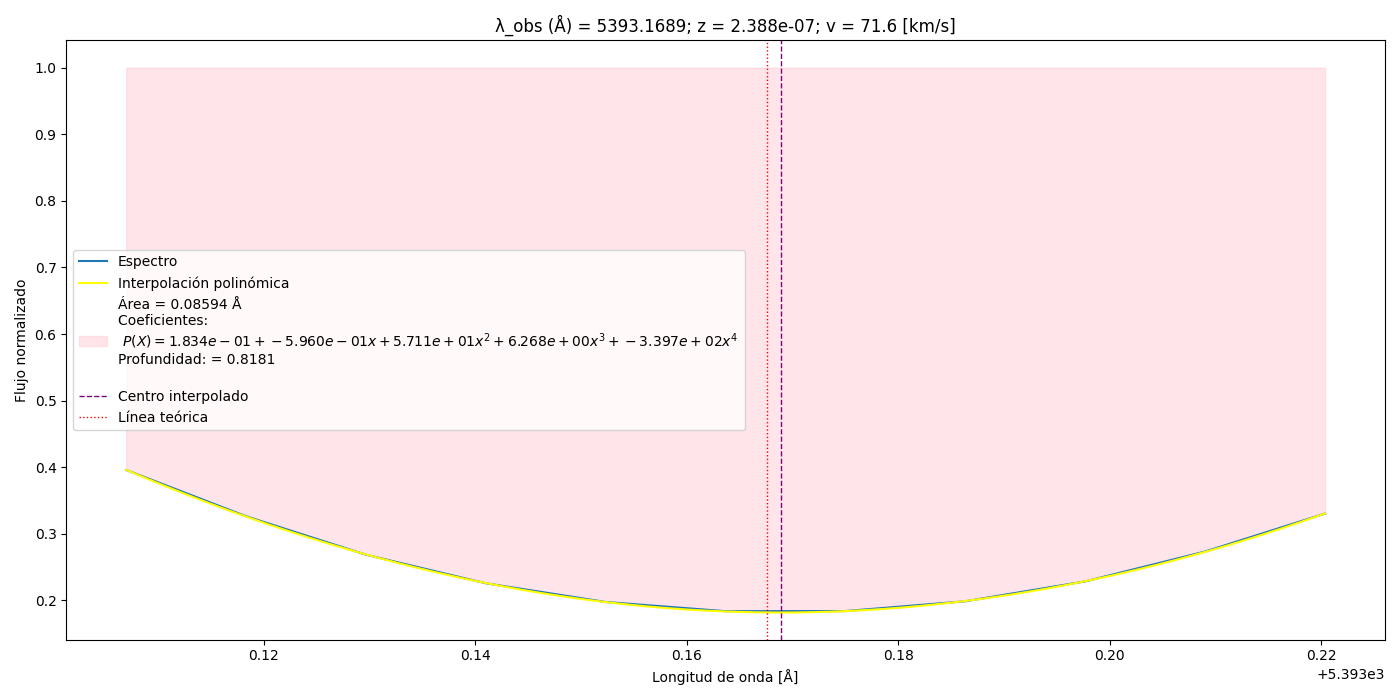 λ_obs (Å) = 5393.1689; z = 2.388e-07; v = 71.6 [km/s]
1.0
0.9
0.8
0.7
0.6
0.5
0.4
0.3
0.2
Flujo normalizado
Espectro
Interpolación polinómica
Área = 0.08594 Å
Coeficientes:
P(X) = 1.834e − 01 + −5.960e − 01x + 5.711e + 01x² + 6.268e + 00x³ + −3.397e + 02x⁴
Profundidad: = 0.8181
Centro interpolado
Línea teórica
0.12 0.14 0.16 0.18 0.20 0.22
+5.393e3
Longitud de onda [Å]